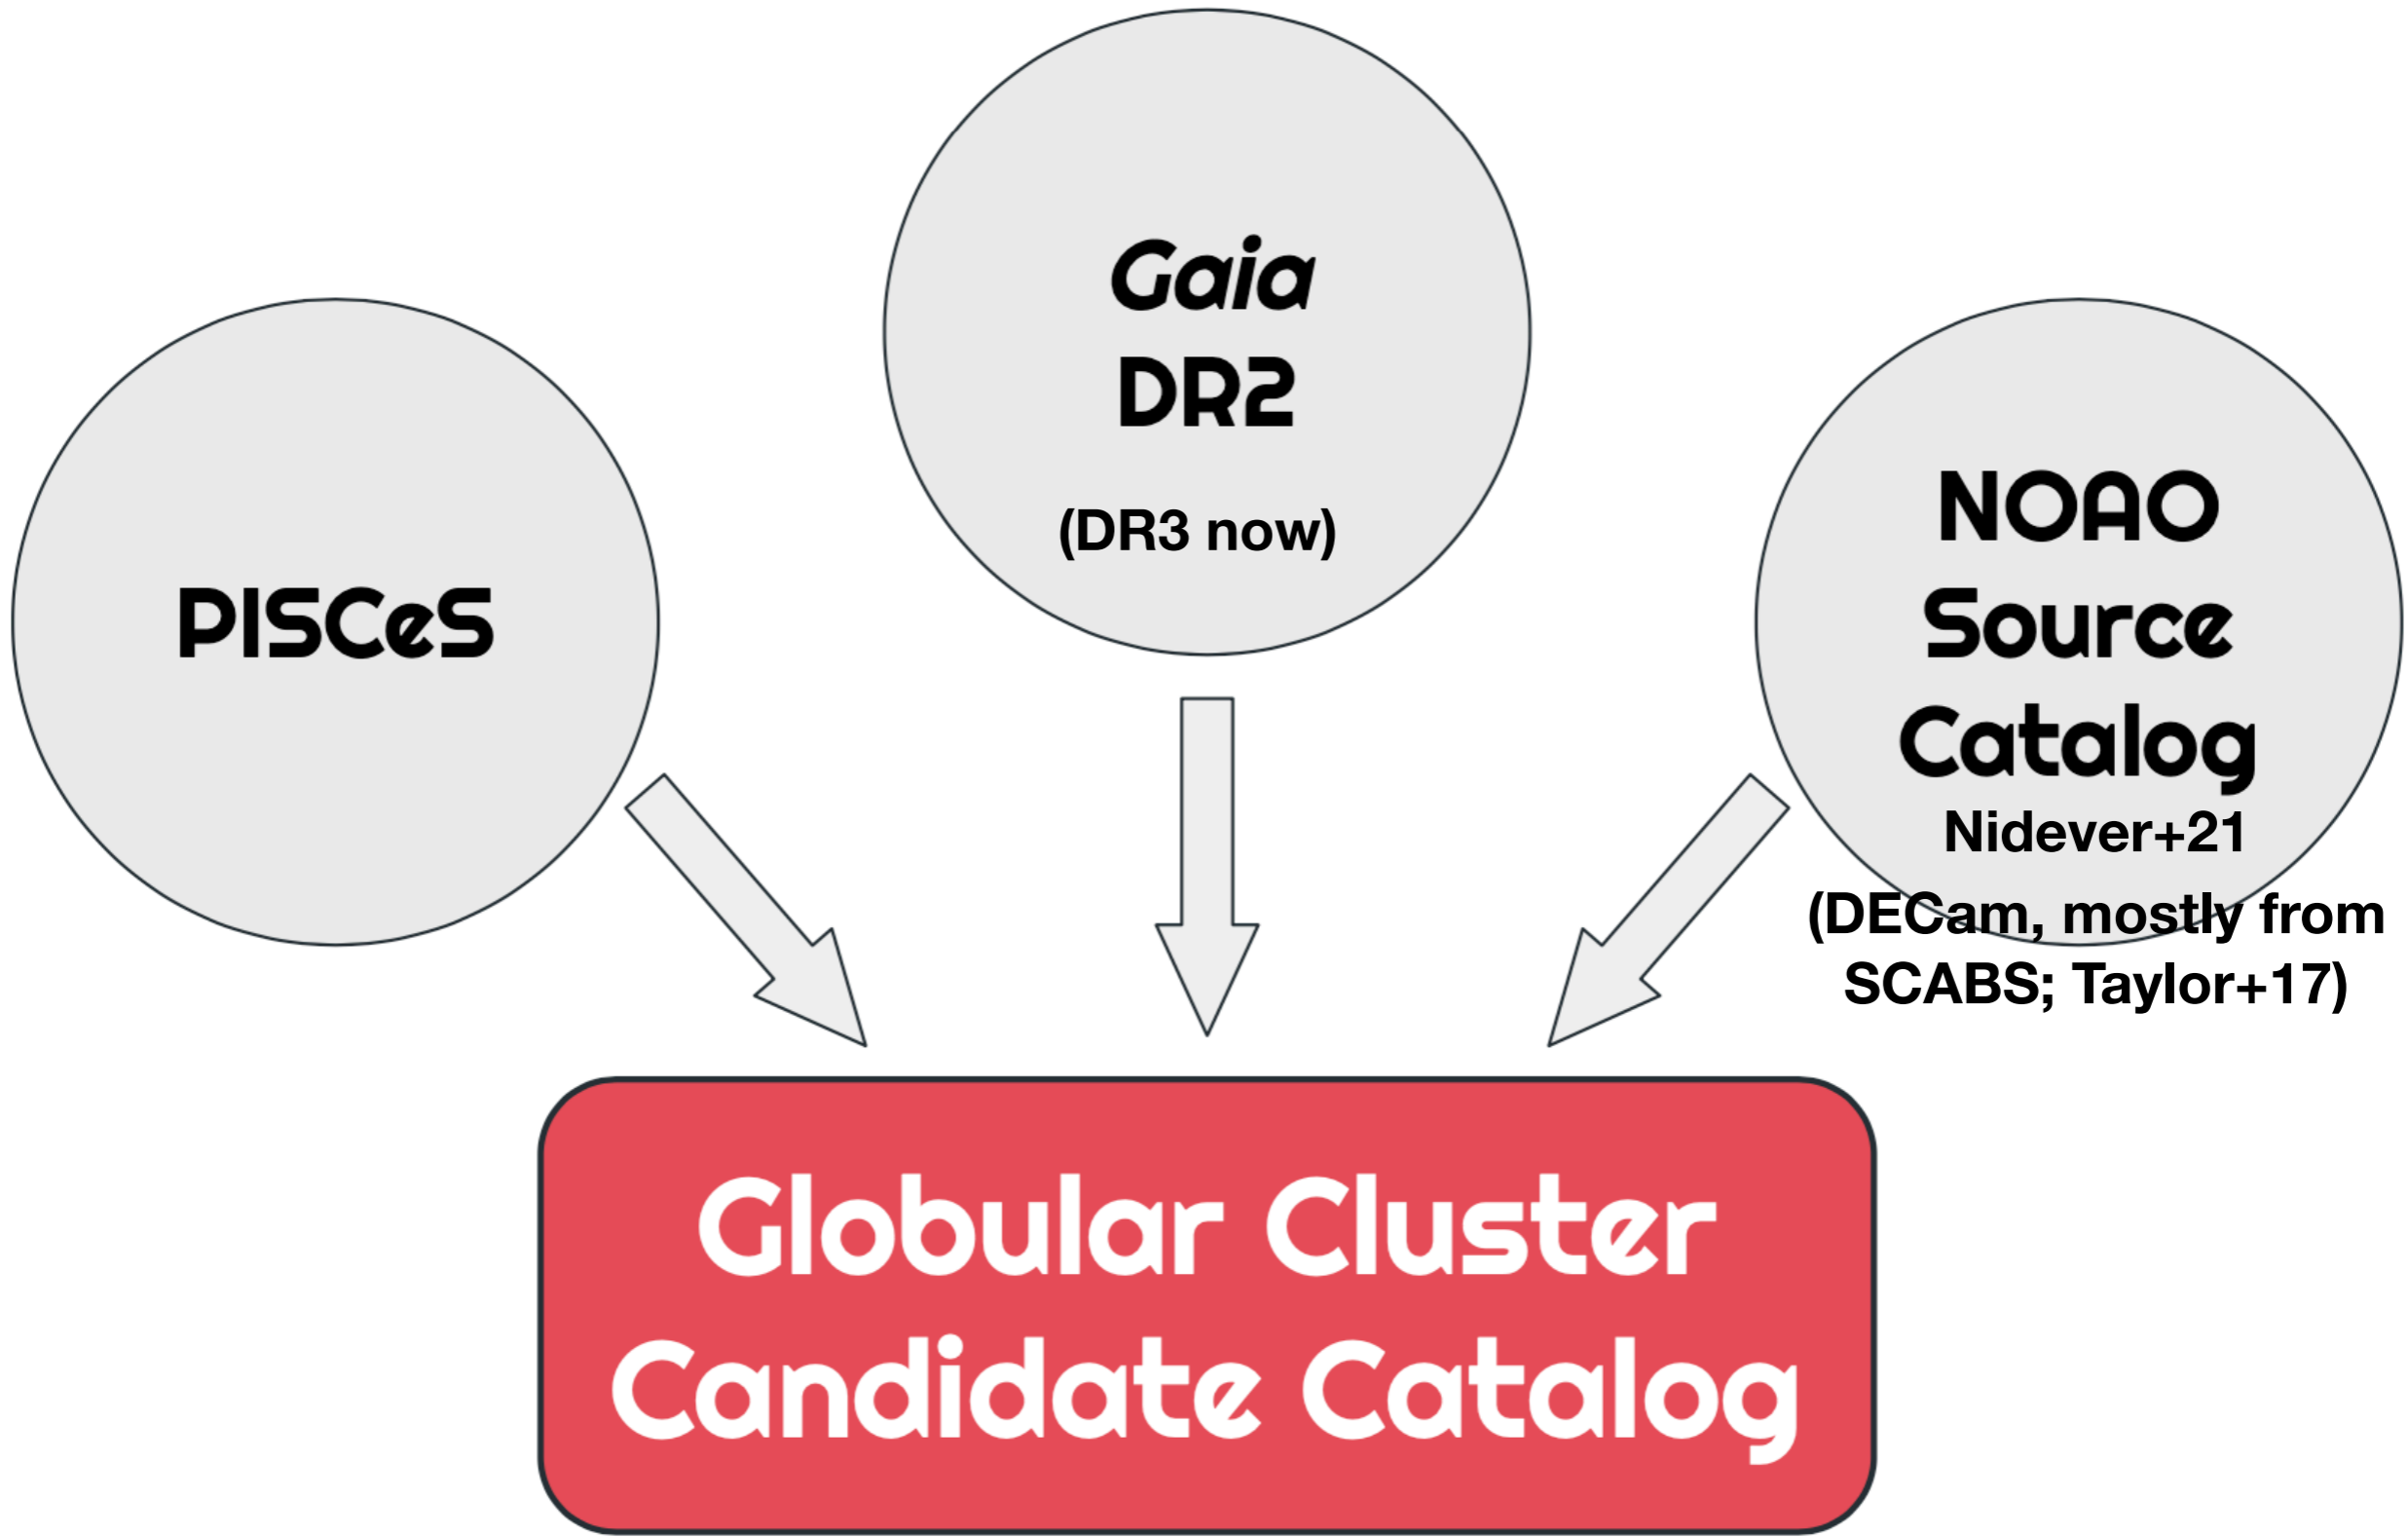 PISCeS
Gaia
DR2
(DR3 now)
NOAO
Source
Catalog
Nidever+21
(DECam, mostly from
SCABS; Taylor+17)
Globular Cluster
Candidate Catalog